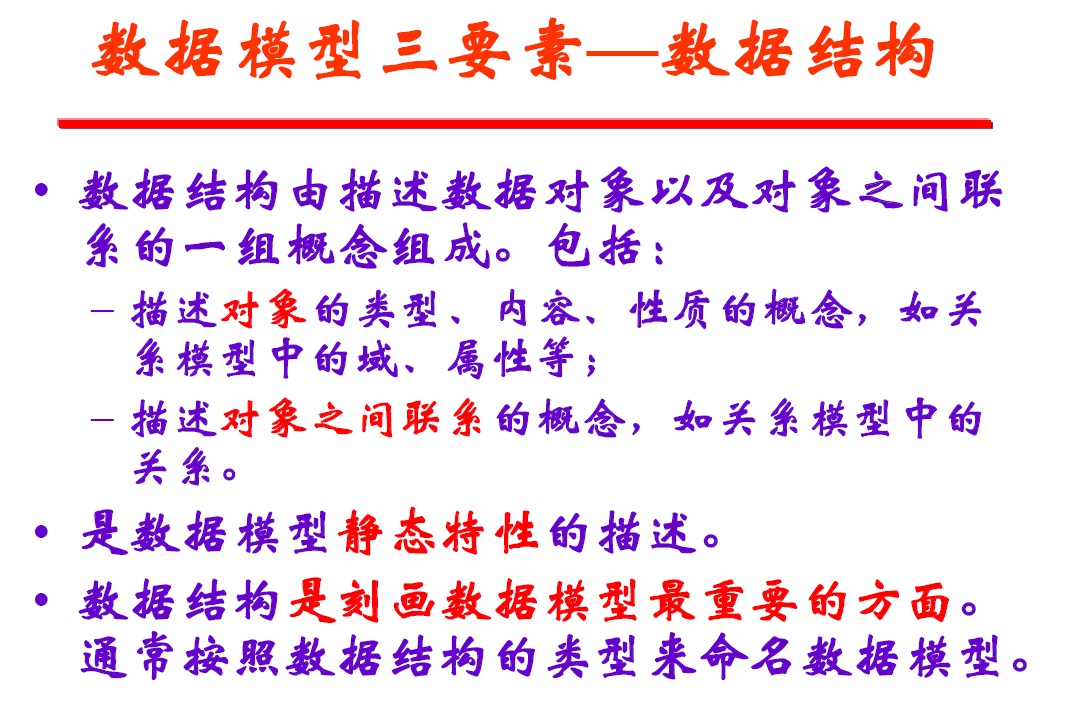 数据模型三要素—数据结构
• 数据结构由描述数据对象以及对象之间联
系的一组概念组成。包括：
– 描述对象的类型、内容、性质的概念，如关
系模型中的域、属性等；
– 描述对象之间联系的概念，如关系模型中的
关系。
• 是数据模型静态特性的描述。
• 数据结构是刻画数据模型最重要的方面。
通常按照数据结构的类型来命名数据模型。